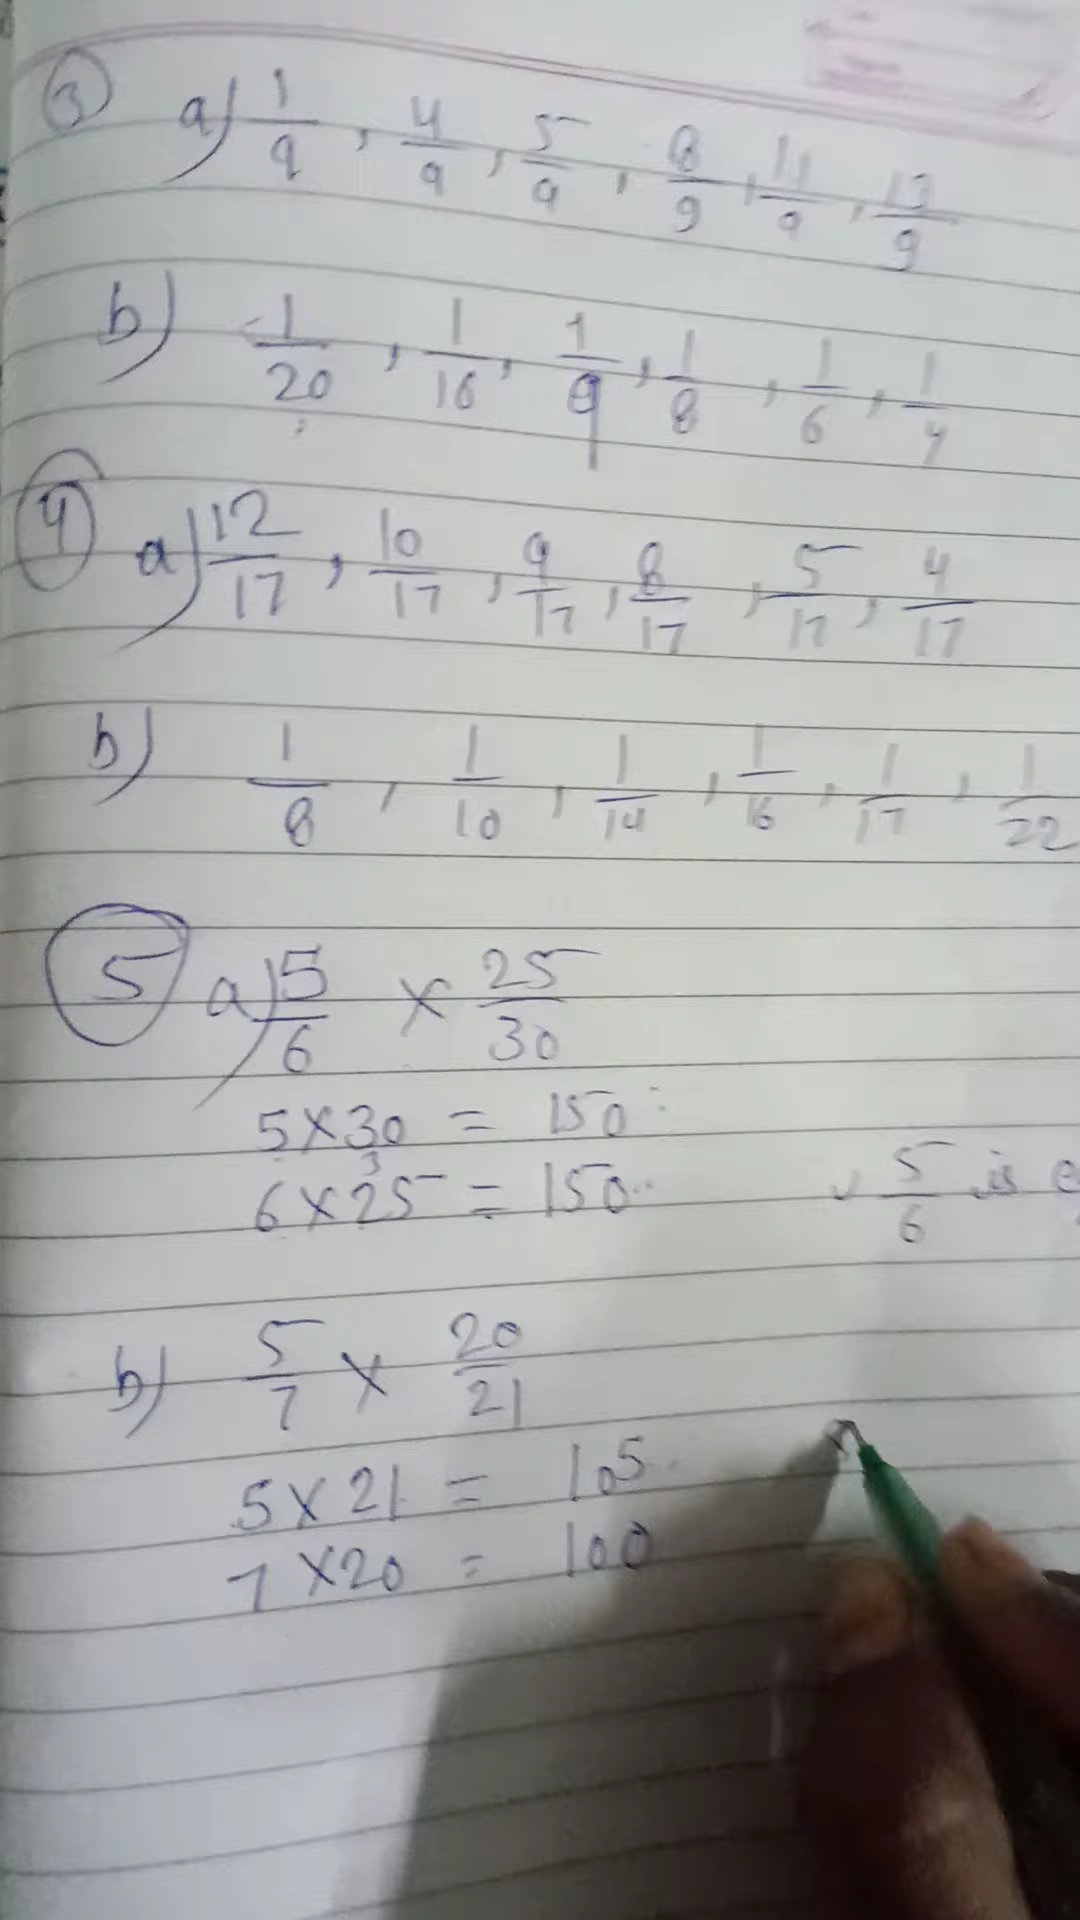 3 a) 1/9, 4/9, 5/9, 8/9, 11/9, 13/9
b) 1/20, 1/16, 1/9, 1/8, 1/6, 1/4
4 a) 12/17, 10/17, 9/17, 8/17, 5/17, 4/17
b) 1/8, 1/10, 1/14, 1/16, 1/17, 1/22
5 a) 5/6 × 25/30
5×30 = 150
6×25 = 150 5/6 is
b) 5/7 × 20/21
5×21 = 105
7×20 = 100